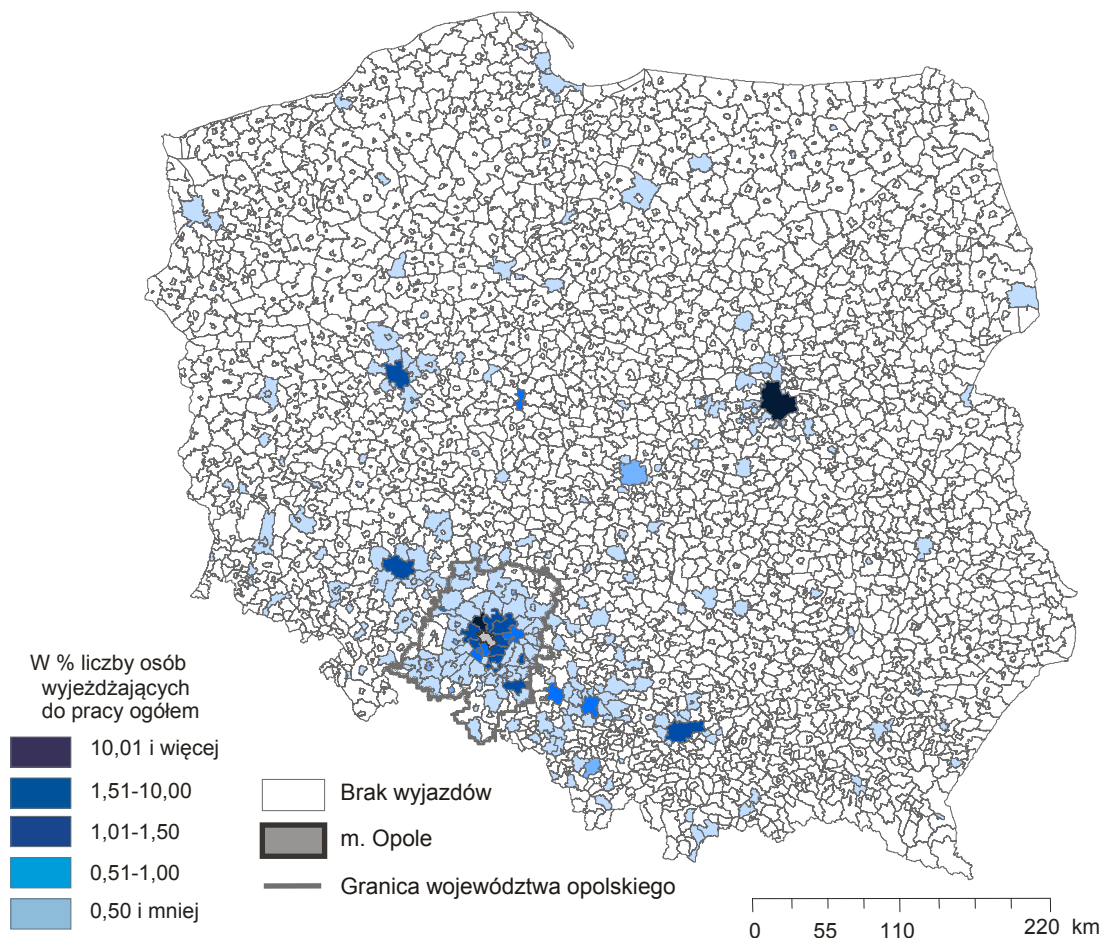 W % liczby osób
wyjeżdżających
do pracy ogółem
10,01 i więcej
1,51-10,00
1,01-1,50
0,51-1,00
0,50 i mniej
Brak wyjazdów
m. Opole
Granica województwa opolskiego
0 55 110 220 km